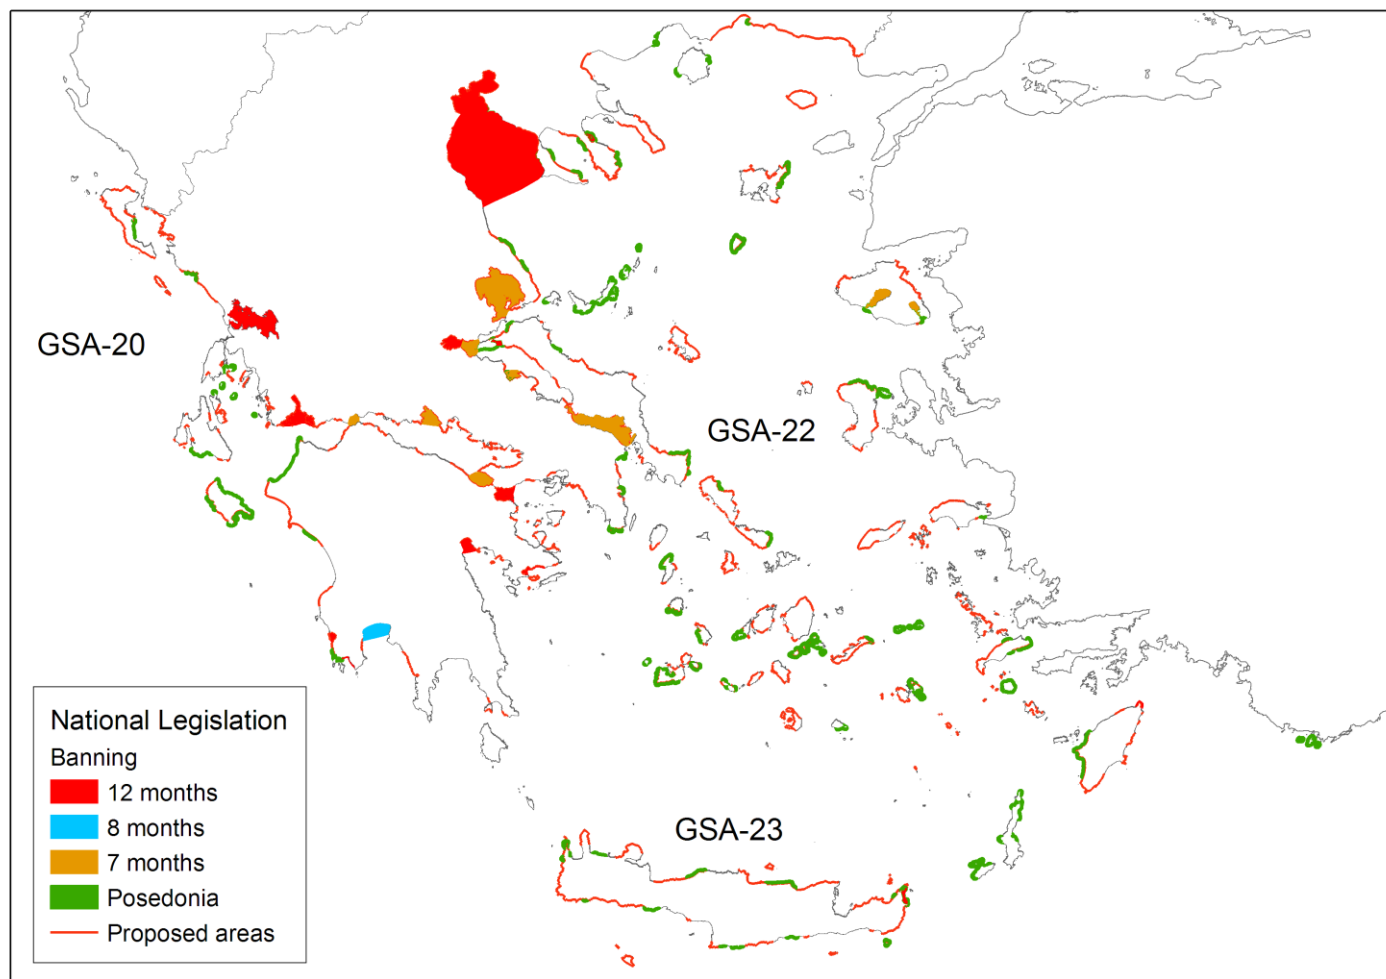 GSA-20
GSA-22
GSA-23
National Legislation
Banning
12 months
8 months
7 months
Posedonia
Proposed areas